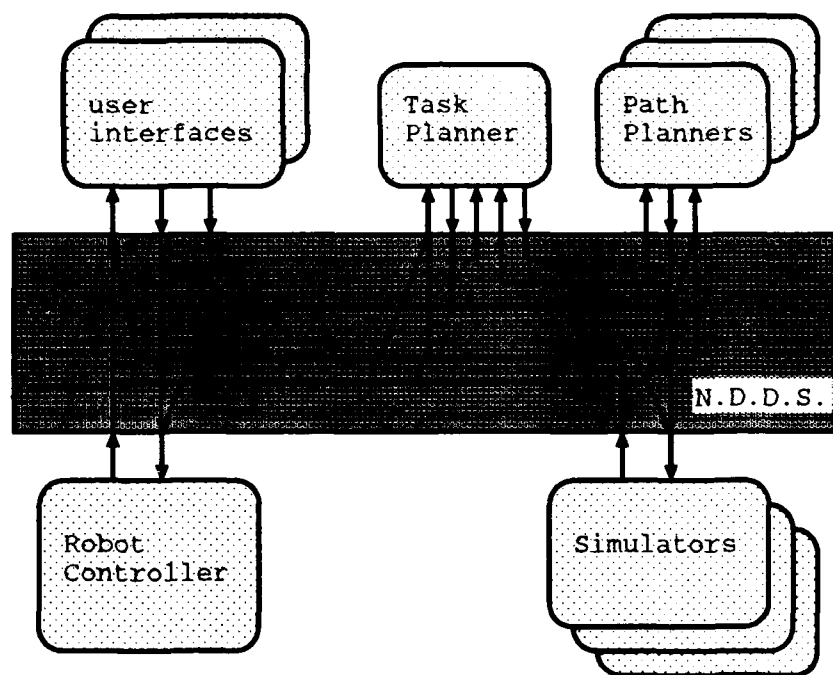 user
interfaces
Task
Planner
Path
Planners
N.D.D.S.
Robot
Controller
Simulators